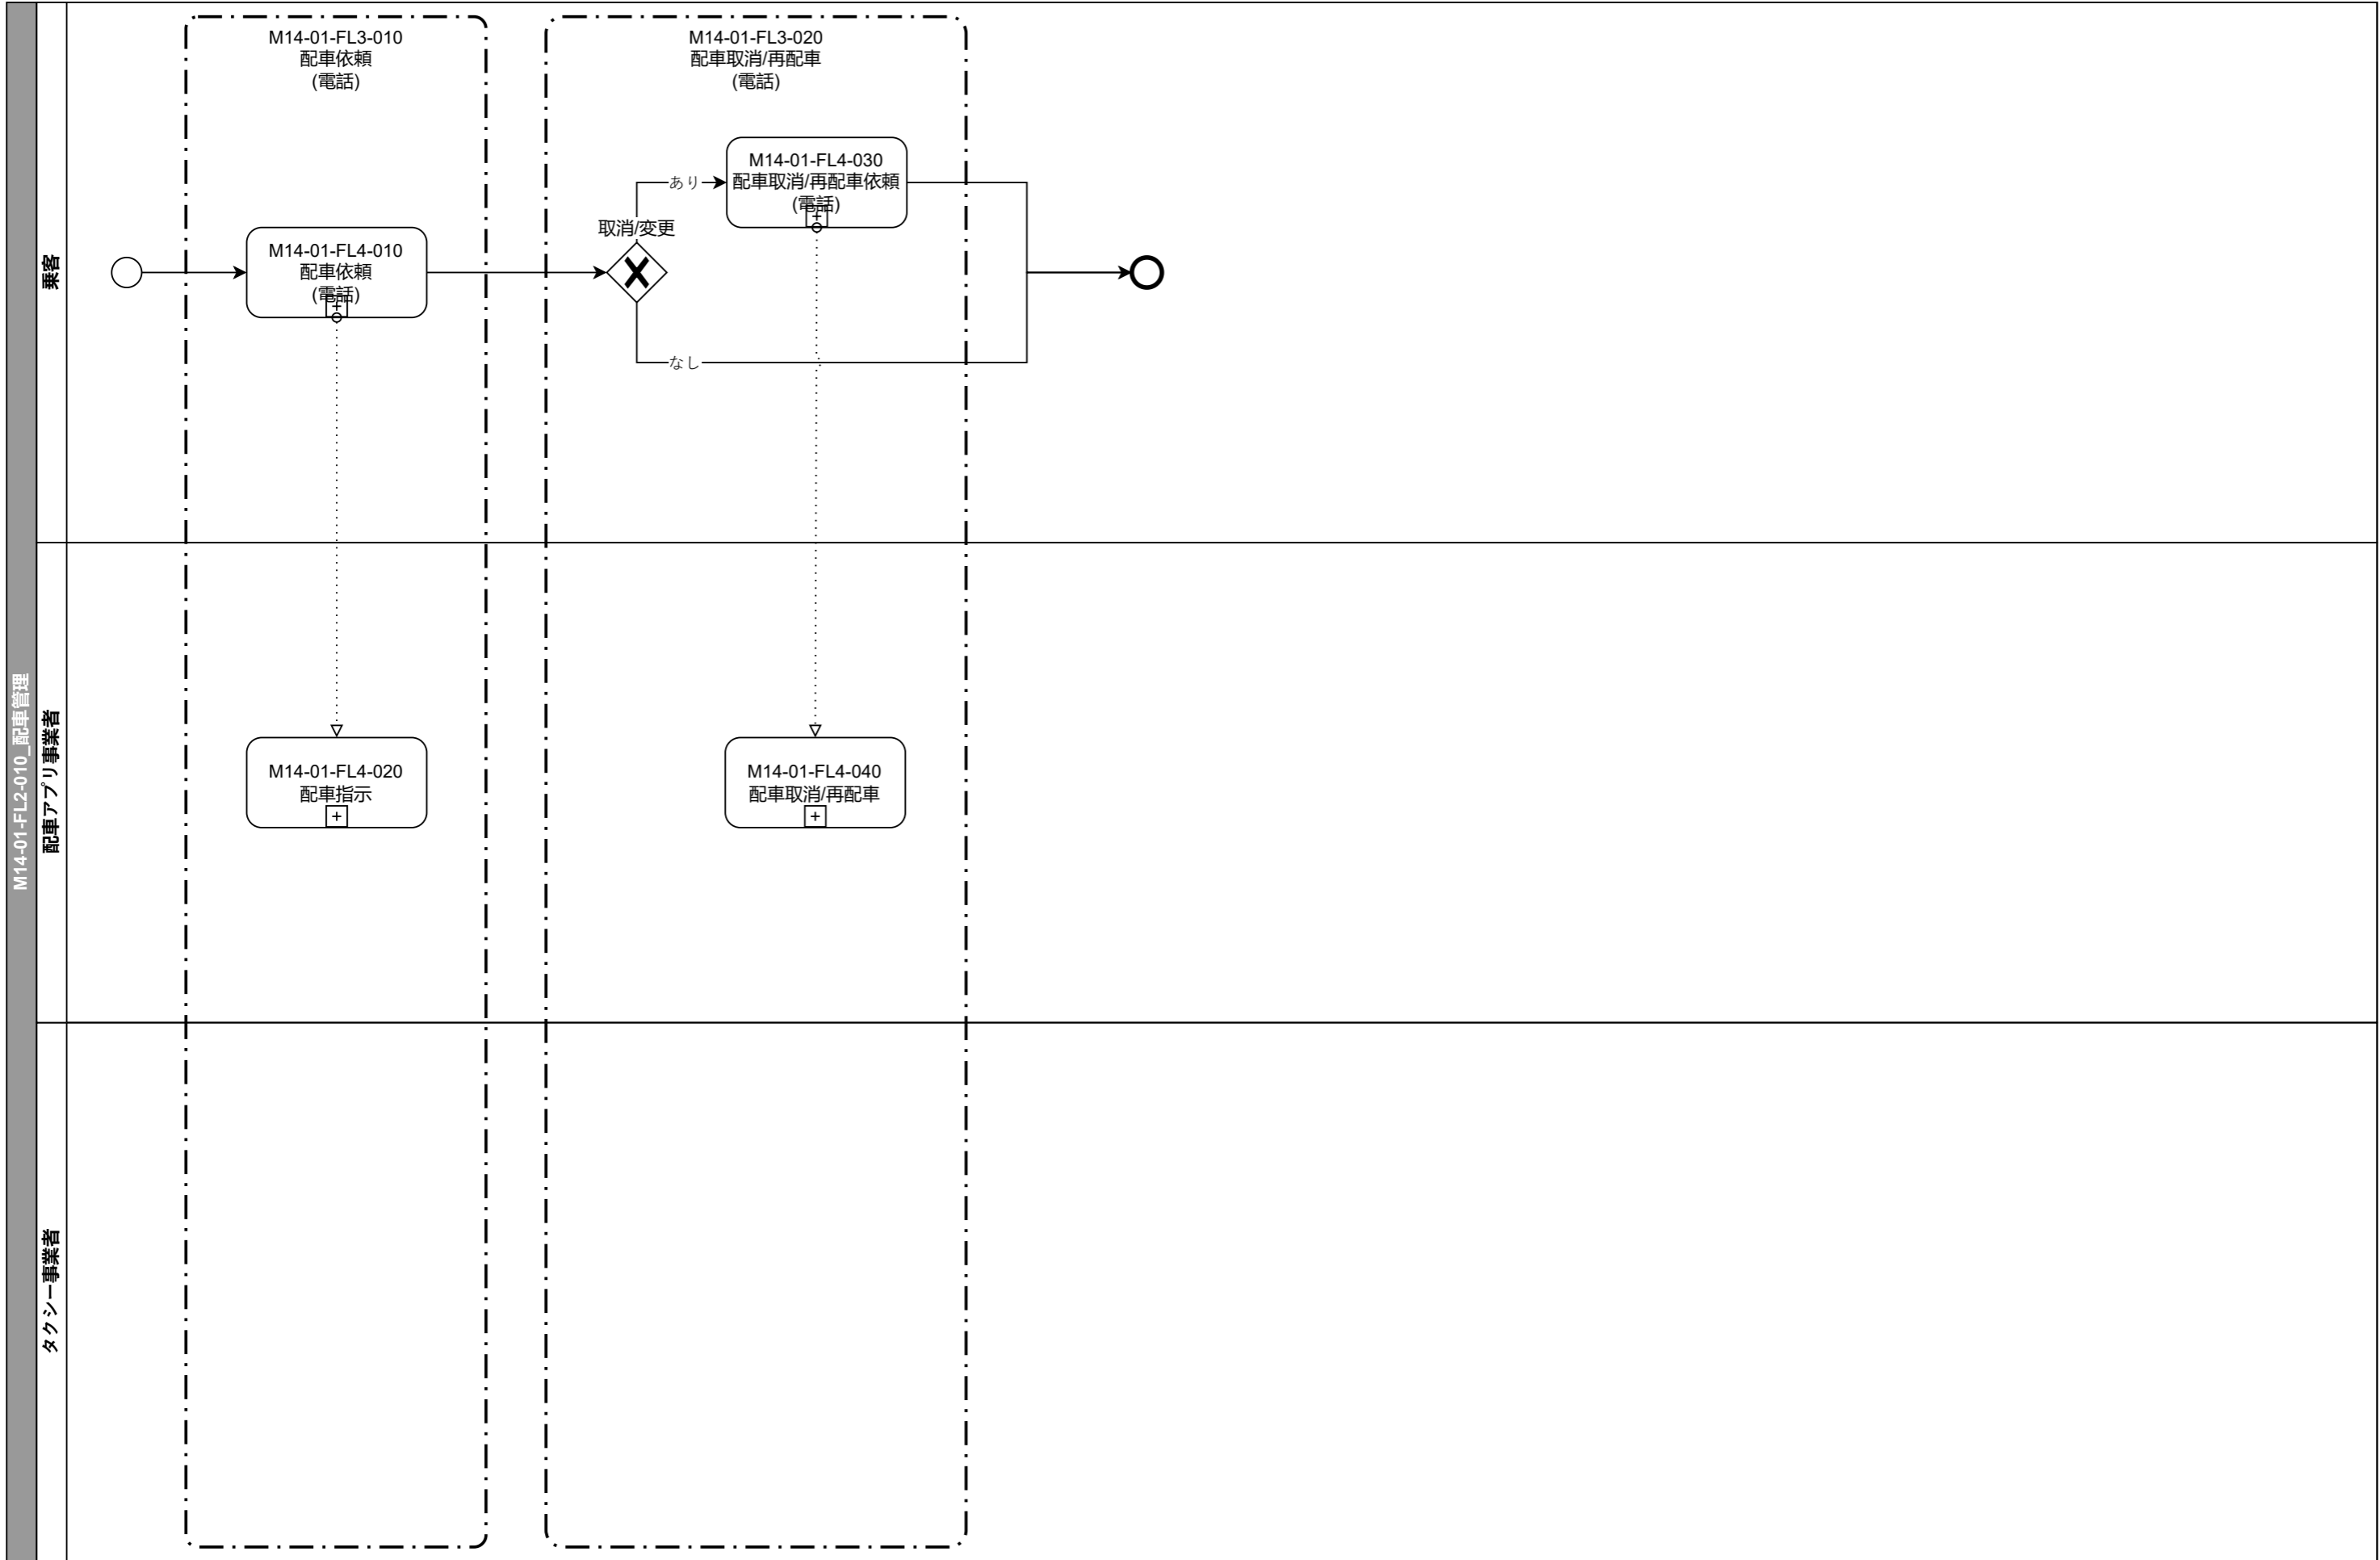 M14-01-FL2-010_配車管理
乗客
配車アプリ事業者
タクシー事業者
M14-01-FL3-010
配車依頼
(電話)
M14-01-FL3-020
配車取消/再配車
(電話)
M14-01-FL4-010
配車依頼
(電話)
取消/変更
あり
なし
M14-01-FL4-030
配車取消/再配車依頼
(電話)
M14-01-FL4-020
配車指示
M14-01-FL4-040
配車取消/再配車